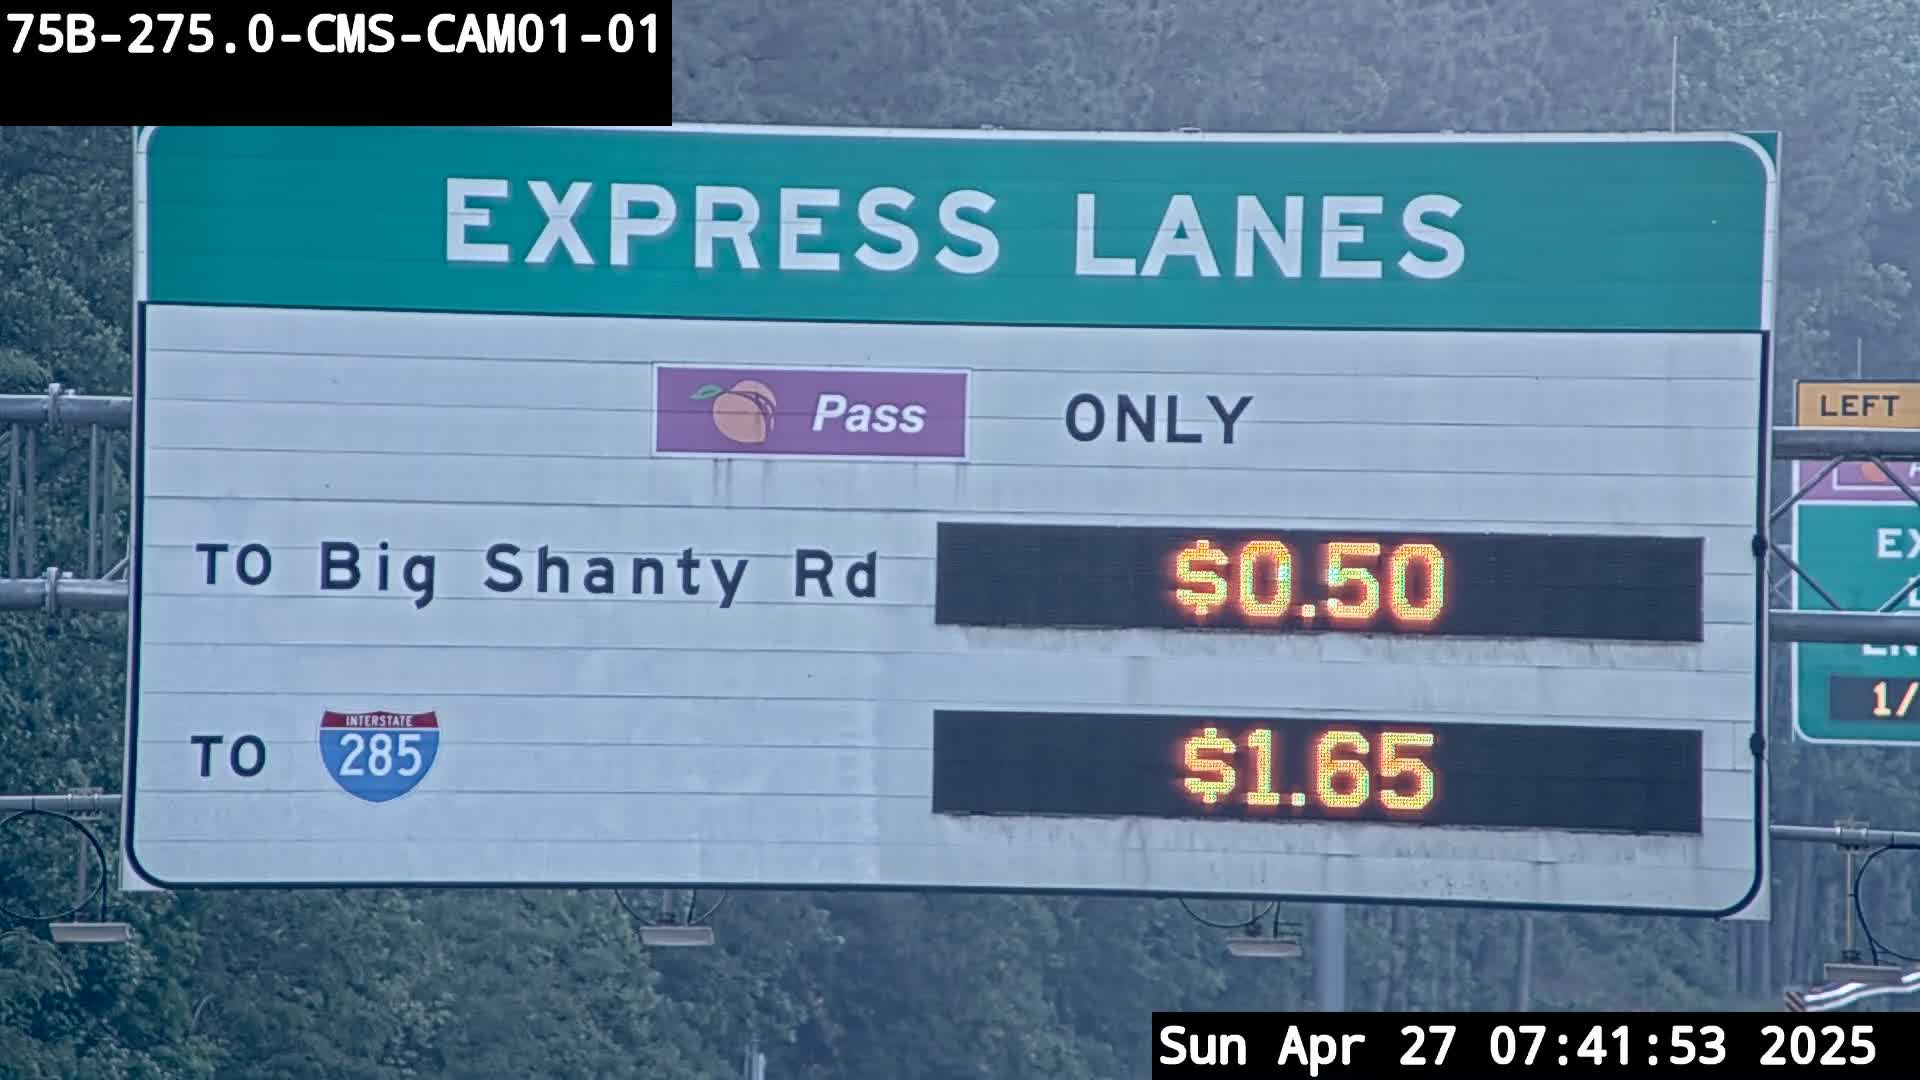 75B-275.0-CMS-CAM01-01
EXPRESS LANES
Pass ONLY
TO Big Shanty Rd $0.50
TO INTERSTATE 285 $1.65
LEFT
1/
Sun Apr 27 07:41:53 2025